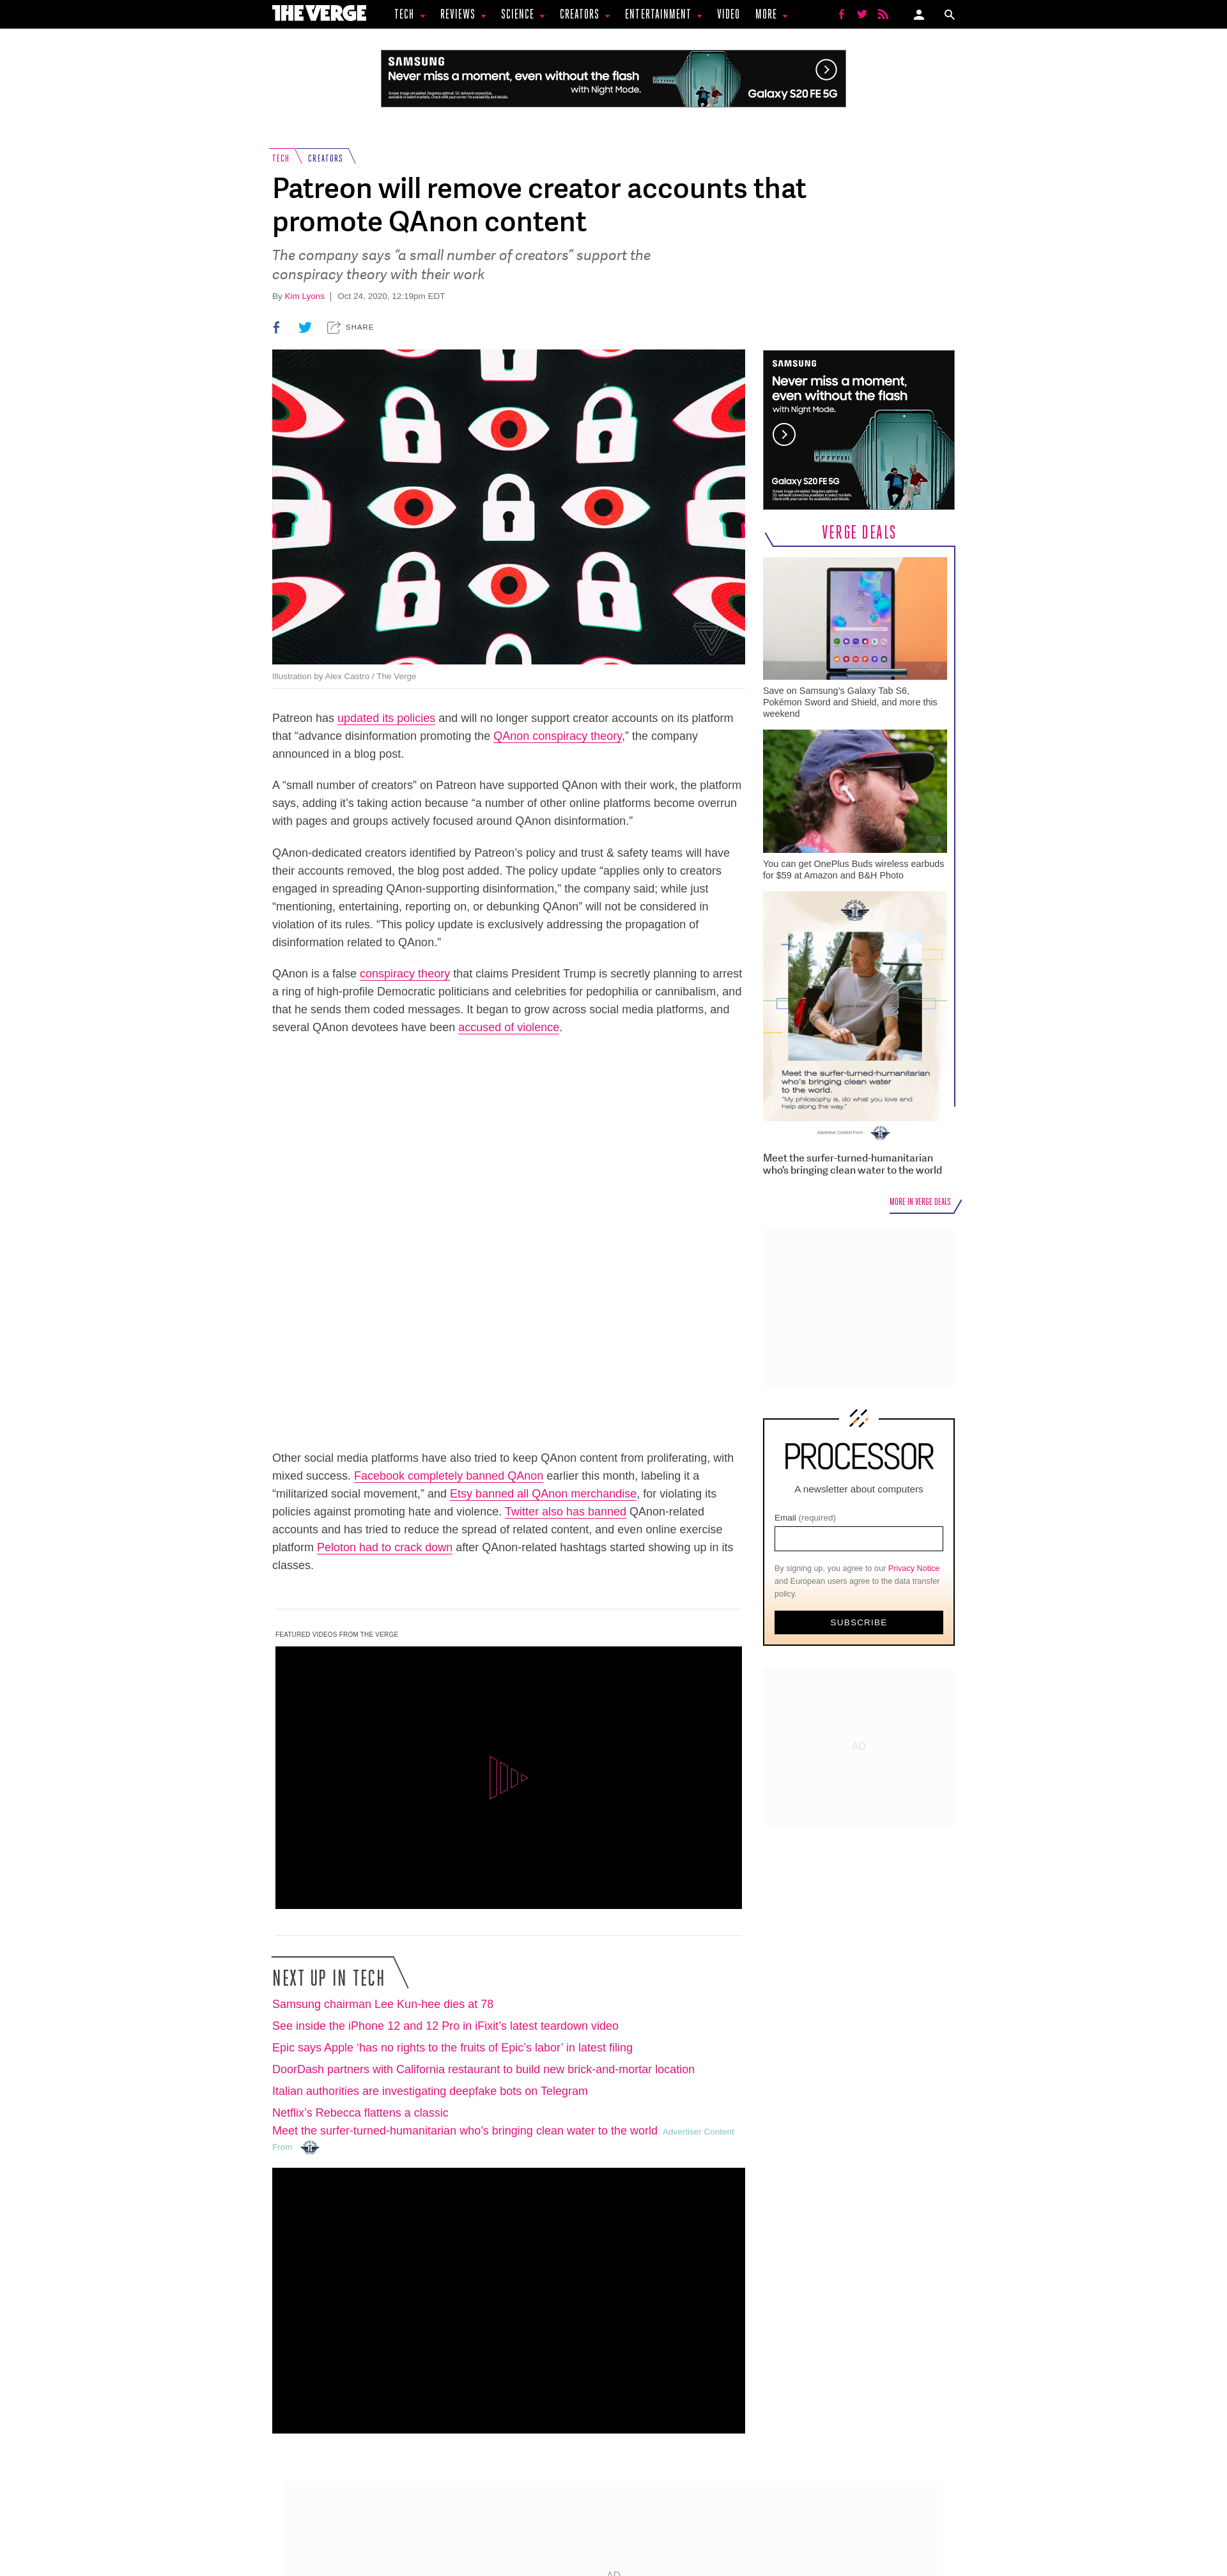 THE VERGE
TECH
REVIEWS
SCIENCE
CREATORS
ENTERTAINMENT
VIDEO
MORE
SAMSUNG
Never miss a moment, even without the flash
with Night Mode.
Galaxy S20 FE 5G
TECH
CREATORS
Patreon will remove creator accounts that
promote QAnon content
The company says “a small number of creators” support the
conspiracy theory with their work
By Kim Lyons | Oct 24, 2020, 12:19pm EDT
SHARE
Illustration by Alex Castro / The Verge
Patreon has updated its policies and will no longer support creator accounts on its platform
that “advance disinformation promoting the QAnon conspiracy theory,” the company
announced in a blog post.
A “small number of creators” on Patreon have supported QAnon with their work, the platform
says, adding it’s taking action because “a number of other online platforms become overrun
with pages and groups actively focused around QAnon disinformation.”
QAnon-dedicated creators identified by Patreon’s policy and trust & safety teams will have
their accounts removed, the blog post added. The policy update “applies only to creators
engaged in spreading QAnon-supporting disinformation,” the company said; while just
“mentioning, entertaining, reporting on, or debunking QAnon” will not be considered in
violation of its rules. “This policy update is exclusively addressing the propagation of
disinformation related to QAnon.”
QAnon is a false conspiracy theory that claims President Trump is secretly planning to arrest
a ring of high-profile Democratic politicians and celebrities for pedophilia or cannibalism, and
that he sends them coded messages. It began to grow across social media platforms, and
several QAnon devotees have been accused of violence.
Other social media platforms have also tried to keep QAnon content from proliferating, with
mixed success. Facebook completely banned QAnon earlier this month, labeling it a
“militarized social movement,” and Etsy banned all QAnon merchandise, for violating its
policies against promoting hate and violence. Twitter also has banned QAnon-related
accounts and has tried to reduce the spread of related content, and even online exercise
platform Peloton had to crack down after QAnon-related hashtags started showing up in its
classes.
FEATURED VIDEOS FROM THE VERGE
NEXT UP IN TECH
Samsung chairman Lee Kun-hee dies at 78
See inside the iPhone 12 and 12 Pro in iFixit’s latest teardown video
Epic says Apple ‘has no rights to the fruits of Epic’s labor’ in latest filing
DoorDash partners with California restaurant to build new brick-and-mortar location
Italian authorities are investigating deepfake bots on Telegram
Netflix’s Rebecca flattens a classic
Meet the surfer-turned-humanitarian who’s bringing clean water to the world Advertiser Content
From
SAMSUNG
Never miss a moment,
even without the flash
with Night Mode.
Galaxy S20 FE 5G
VERGE DEALS
Save on Samsung’s Galaxy Tab S6,
Pokémon Sword and Shield, and more this
weekend
You can get OnePlus Buds wireless earbuds
for $59 at Amazon and B&H Photo
DOCKERS
Meet the surfer-turned-humanitarian
who's bringing clean water
to the world.
"My philosophy is, do what you love and
help along the way."
Advertiser Content From
Meet the surfer-turned-humanitarian
who’s bringing clean water to the world
MORE IN VERGE DEALS
PROCESSOR
A newsletter about computers
Email (required)
By signing up, you agree to our Privacy Notice
and European users agree to the data transfer
policy.
SUBSCRIBE
AD
AD